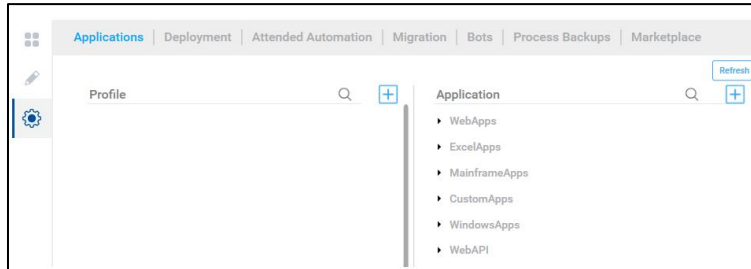 Applications | Deployment | Attended Automation | Migration | Bots | Process Backups | Marketplace
Refresh
Profile
Application
WebApps
ExcelApps
MainframeApps
CustomApps
WindowsApps
WebAPI